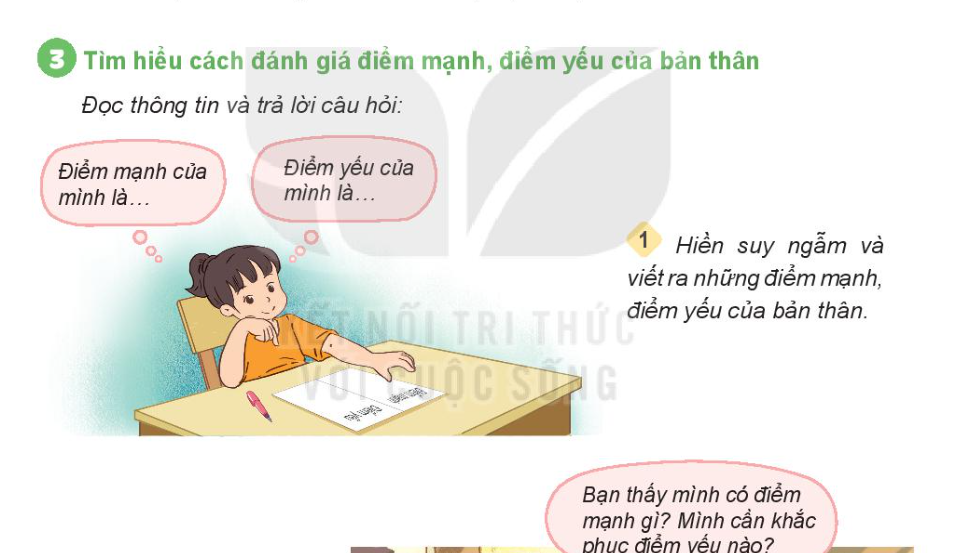 3 Tìm hiểu cách đánh giá điểm mạnh, điểm yếu của bản thân
Đọc thông tin và trả lời câu hỏi:
Điểm mạnh của
mình là...
Điểm yếu của
mình là...
1 Hiền suy ngẫm và
viết ra những điểm mạnh,
điểm yếu của bản thân.
KẾT NỐI TRI THỨC
VỚI CUỘC SỐNG
Bạn thấy mình có điểm
mạnh gì? Mình cần khắc
phục điểm yếu nào?